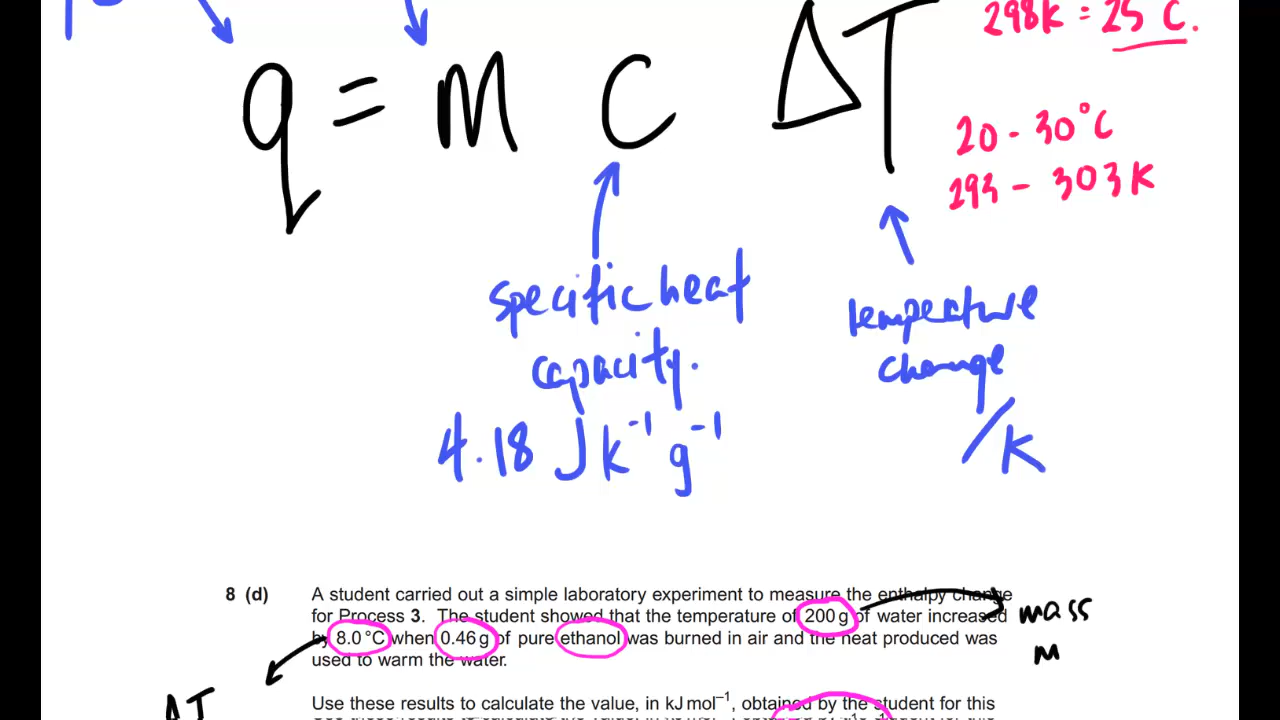 298K = 25 C.
q = m C ΔT
20 - 30°C
293 - 303K
specific heat
capacity.
4.18 J K⁻¹ g⁻¹
temperature
change
/K
8 (d) A student carried out a simple laboratory experiment to measure the enthalpy change
for Process 3. The student showed that the temperature of 200 g of water increased
by 8.0 °C when 0.46 g of pure ethanol was burned in air and the heat produced was
used to warm the water.
mass
M
Use these results to calculate the value, in kJ mol⁻¹, obtained by the student for this
ΔT